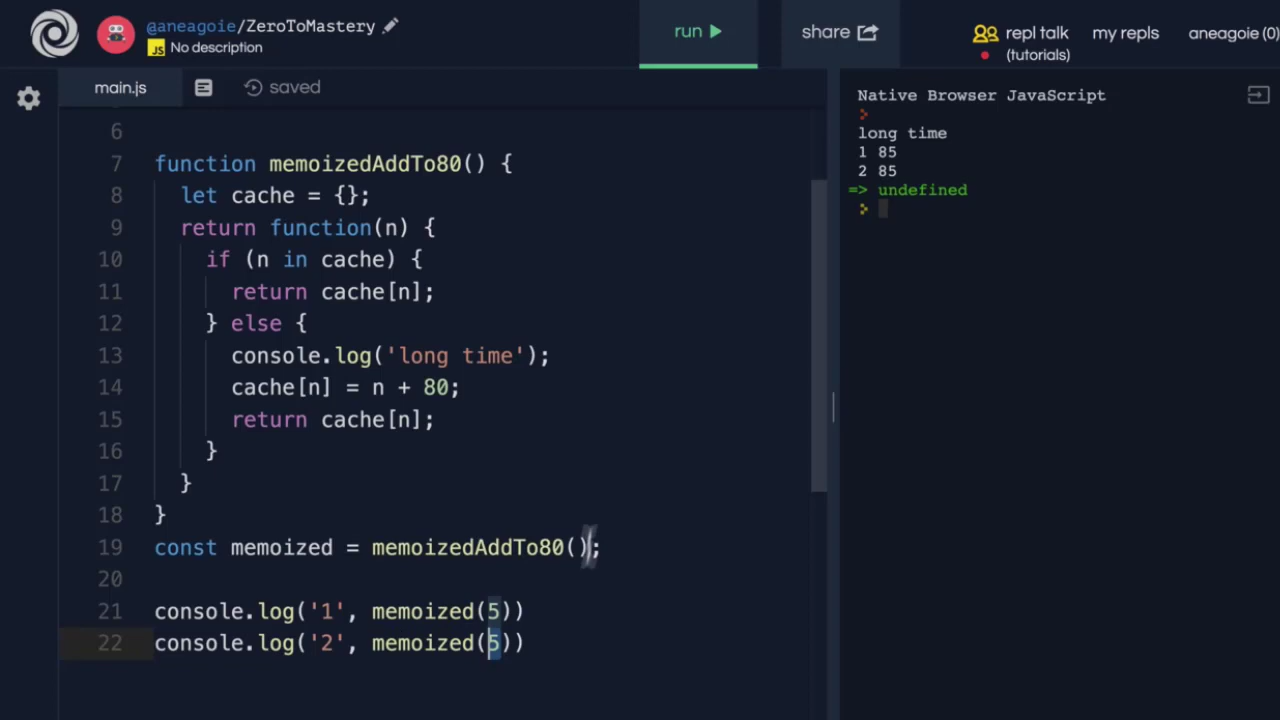 @aneagoie/ZeroToMastery
JS No description
run
share
repl talk
(tutorials)
my repls
aneagoie (0)
main.js
saved
6
7 function memoizedAddTo80() {
8 let cache = {};
9 return function(n) {
10 if (n in cache) {
11 return cache[n];
12 } else {
13 console.log('long time');
14 cache[n] = n + 80;
15 return cache[n];
16 }
17 }
18 }
19 const memoized = memoizedAddTo80();
20
21 console.log('1', memoized(5))
22 console.log('2', memoized(5))
Native Browser JavaScript
long time
1 85
2 85
=> undefined